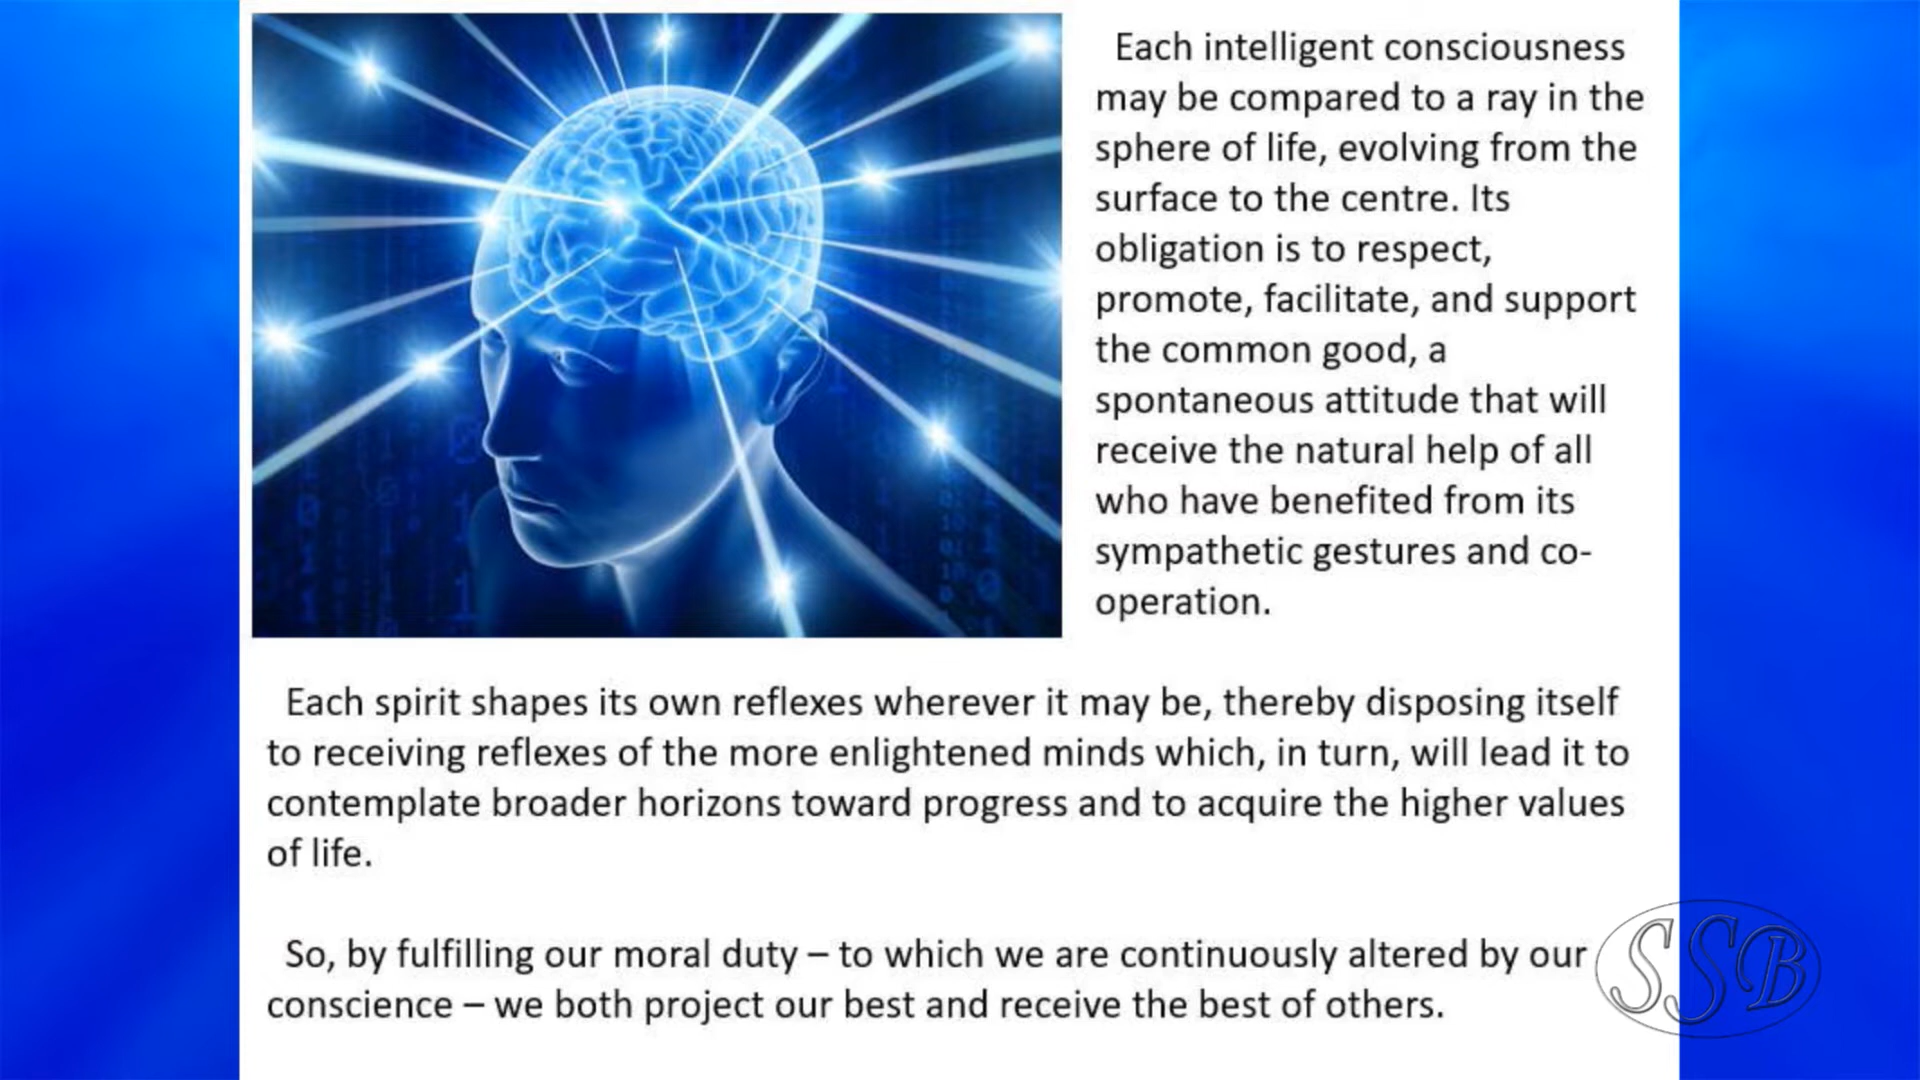 Each intelligent consciousness
may be compared to a ray in the
sphere of life, evolving from the
surface to the centre. Its
obligation is to respect,
promote, facilitate, and support
the common good, a
spontaneous attitude that will
receive the natural help of all
who have benefited from its
sympathetic gestures and co-
operation.
Each spirit shapes its own reflexes wherever it may be, thereby disposing itself
to receiving reflexes of the more enlightened minds which, in turn, will lead it to
contemplate broader horizons toward progress and to acquire the higher values
of life.
So, by fulfilling our moral duty – to which we are continuously altered by our
conscience – we both project our best and receive the best of others.
SSB